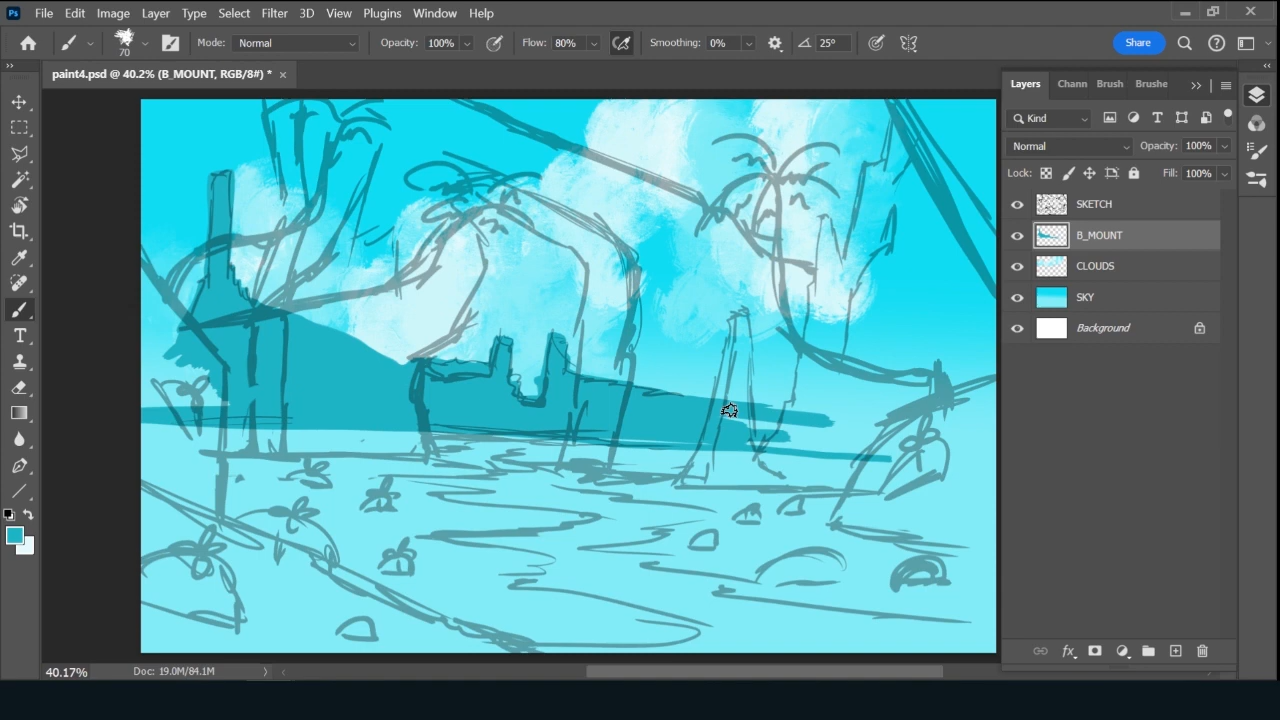 Ps File Edit Image Layer Type Select Filter 3D View Plugins Window Help
70 Mode: Normal Opacity: 100% Flow: 80% Smoothing: 0% 25° Share
paint4.psd @ 40.2% (B_MOUNT, RGB/8#) * ×
Layers Chann Brush Brushe
Kind
Normal Opacity: 100%
Lock: Fill: 100%
SKETCH
B_MOUNT
CLOUDS
SKY
Background
40.17% Doc: 19.0M/84.1M